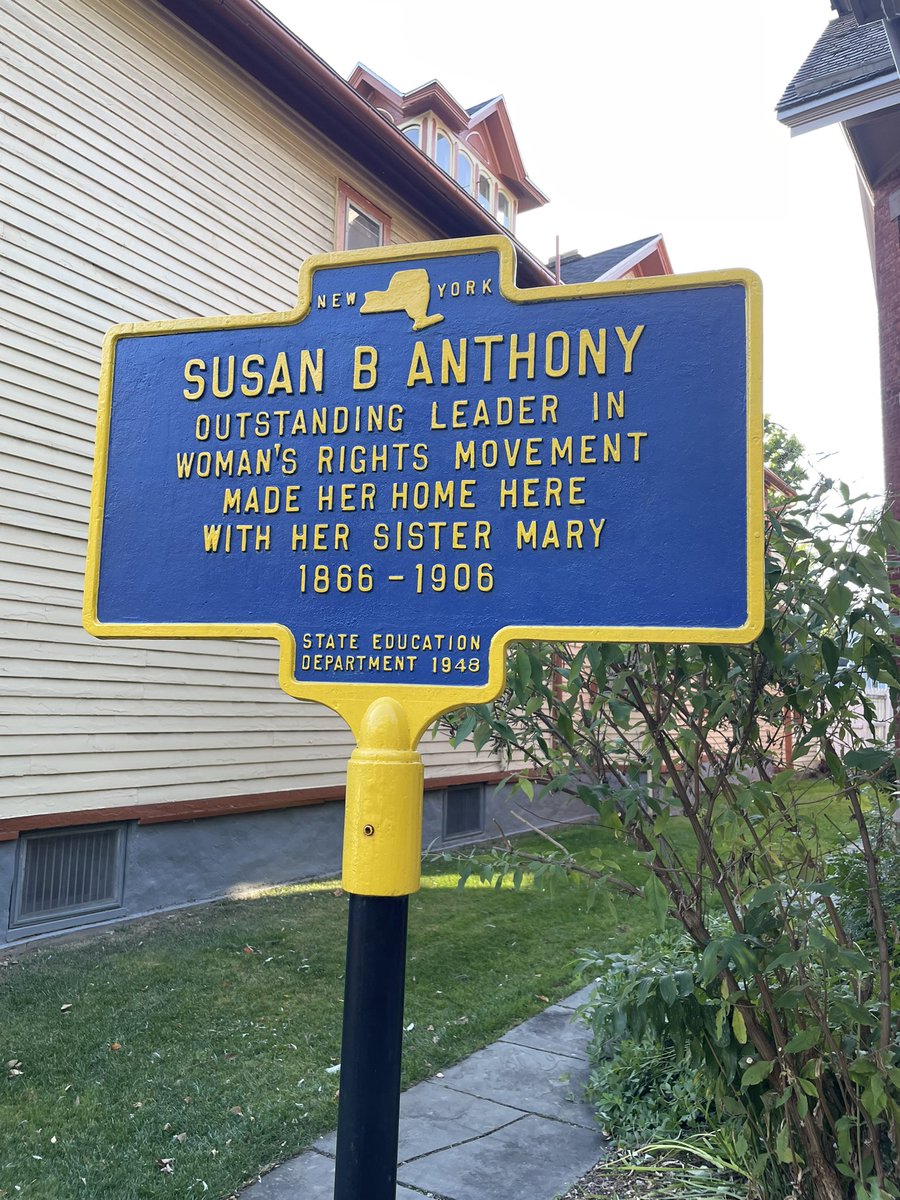 NEW YORK
SUSAN B ANTHONY
OUTSTANDING LEADER IN
WOMAN'S RIGHTS MOVEMENT
MADE HER HOME HERE
WITH HER SISTER MARY
1866 - 1906
STATE EDUCATION
DEPARTMENT 1948